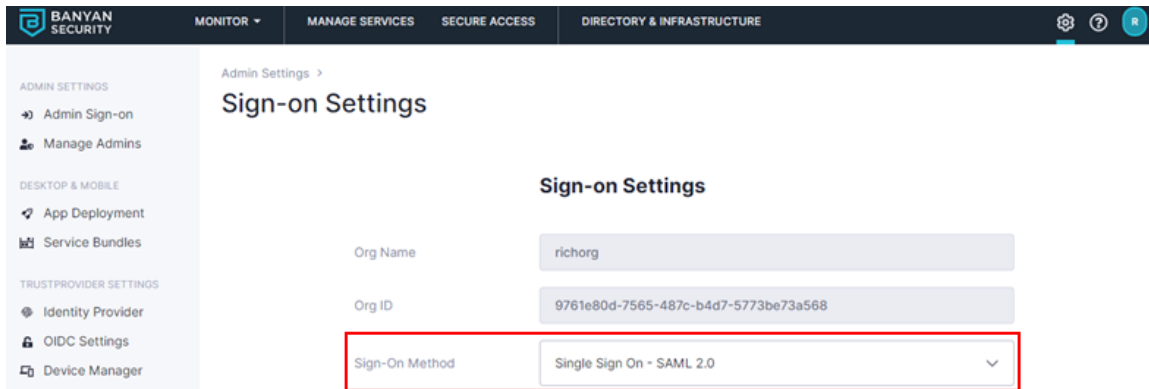 BANYAN
SECURITY
MONITOR
MANAGE SERVICES
SECURE ACCESS
DIRECTORY & INFRASTRUCTURE
R
ADMIN SETTINGS
Admin Sign-on
Manage Admins
DESKTOP & MOBILE
App Deployment
Service Bundles
TRUSTPROVIDER SETTINGS
Identity Provider
OIDC Settings
Device Manager
Admin Settings >
Sign-on Settings
Sign-on Settings
Org Name richorg
Org ID 9761e80d-7565-487c-b4d7-5773be73a568
Sign-On Method Single Sign On - SAML 2.0